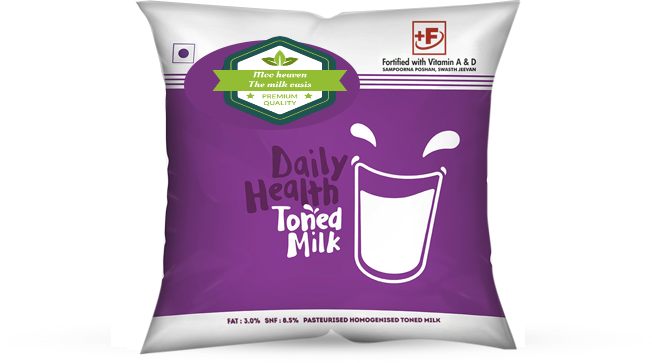 +F
Fortified with Vitamin A & D
SAMPOORNA POSHAN, SWASTH JEEVAN
Moc heaven
The milk oasis
PREMIUM
QUALITY
Daily
Health
Toned
Milk
FAT : 3.0% SNF : 8.5% PASTEURISED HOMOGENISED TONED MILK